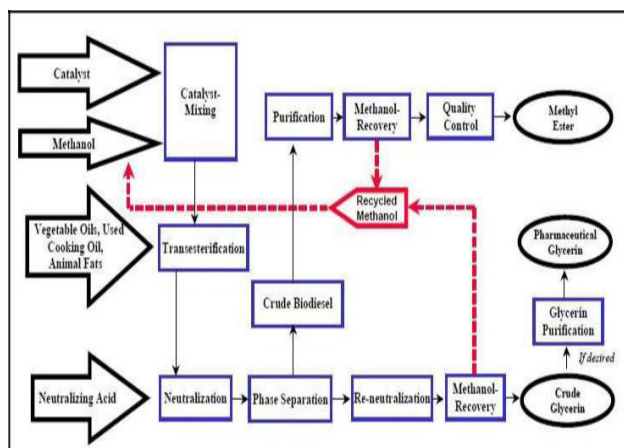 Catalyst
Catalyst-
Mixing
Methanol
Purification
Methanol-
Recovery
Quality
Control
Methyl
Ester
Recycled
Methanol
Vegetable Oils, Used
Cooking Oil,
Animal Fats
Transesterification
Pharmaceutical
Glycerin
Crude Biodiesel
Glycerin
Purification
If desired
Neutralizing Acid
Neutralization
Phase Separation
Re-neutralization
Methanol-
Recovery
Crude
Glycerin